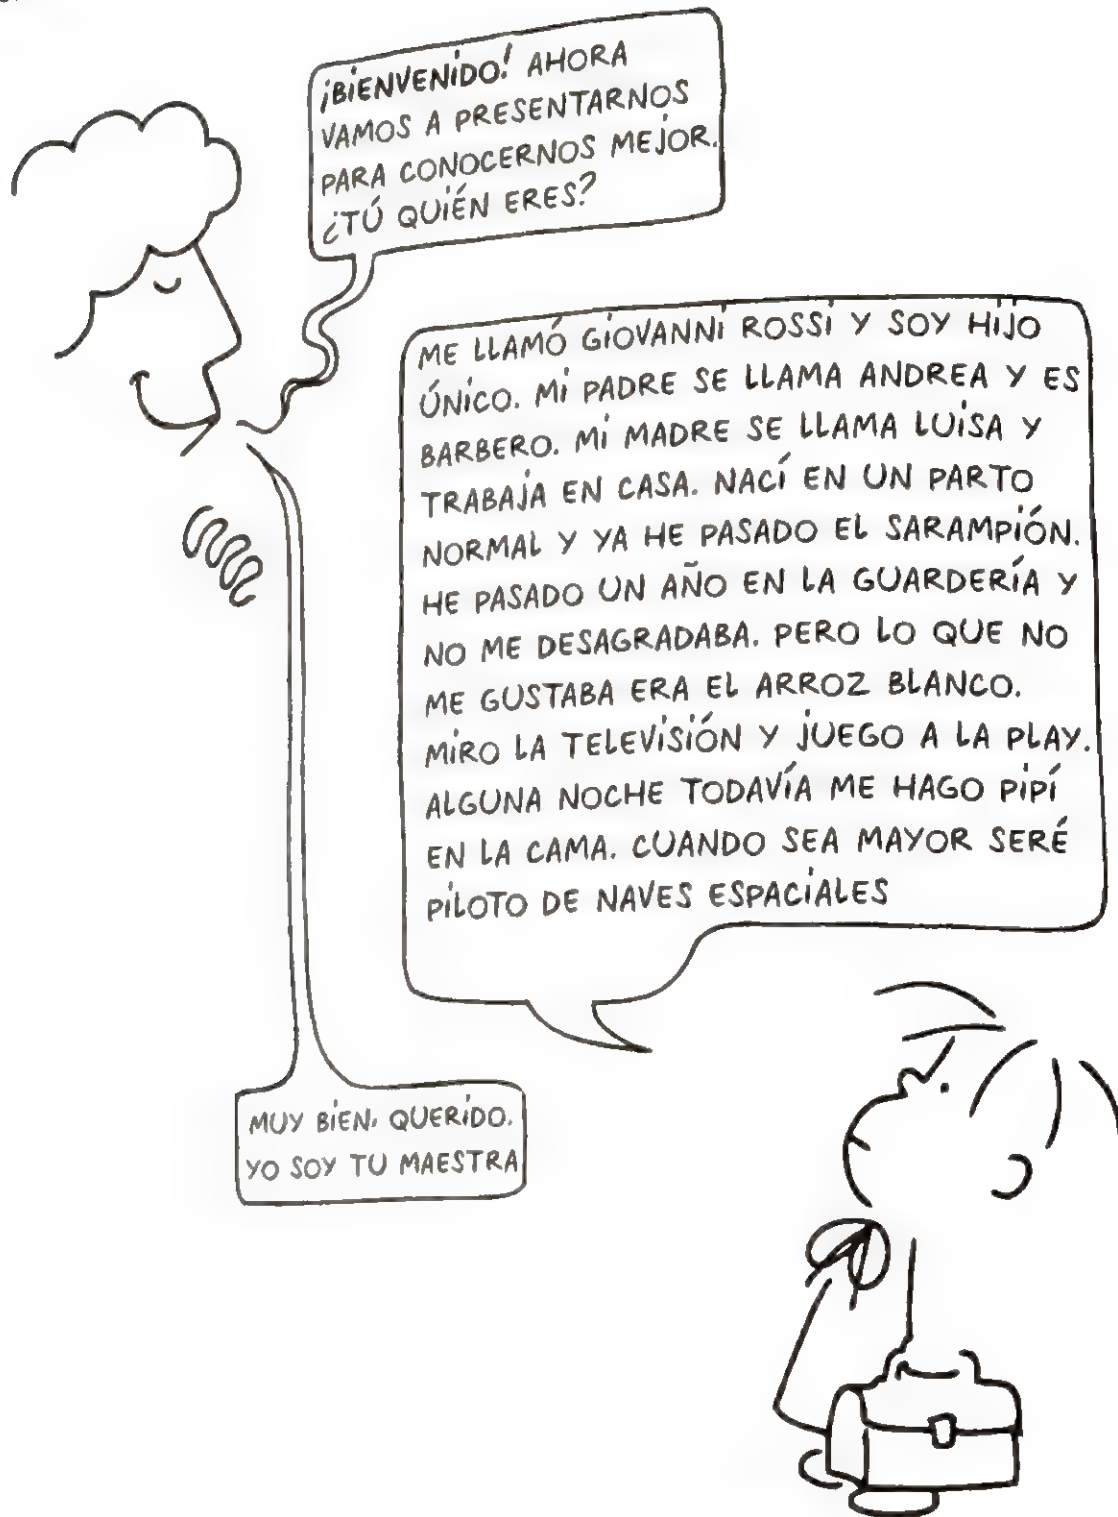 ¡BIENVENIDO! AHORA
VAMOS A PRESENTARNOS
PARA CONOCERNOS MEJOR.
¿TÚ QUIÉN ERES?
ME LLAMÓ GIOVANNI ROSSI Y SOY HIJO
ÚNICO. MI PADRE SE LLAMA ANDREA Y ES
BARBERO. MI MADRE SE LLAMA LUISA Y
TRABAJA EN CASA. NACÍ EN UN PARTO
NORMAL Y YA HE PASADO EL SARAMPIÓN.
HE PASADO UN AÑO EN LA GUARDERÍA Y
NO ME DESAGRADABA. PERO LO QUE NO
ME GUSTABA ERA EL ARROZ BLANCO.
MIRO LA TELEVISIÓN Y JUEGO A LA PLAY.
ALGUNA NOCHE TODAVÍA ME HAGO PIPÍ
EN LA CAMA. CUANDO SEA MAYOR SERÉ
PILOTO DE NAVES ESPACIALES
MUY BIEN, QUERIDO.
YO SOY TU MAESTRA